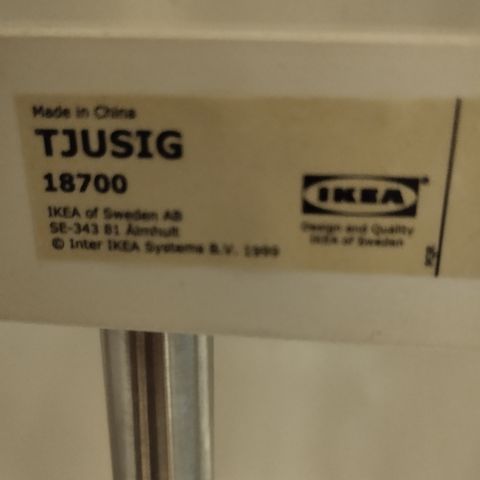 Made in China
TJUSIG
18700
IKEA of Sweden AB
SE-343 81 Älmhult
© Inter IKEA Systems B.V. 1999
IKEA®
Design and Quality
IKEA of Sweden